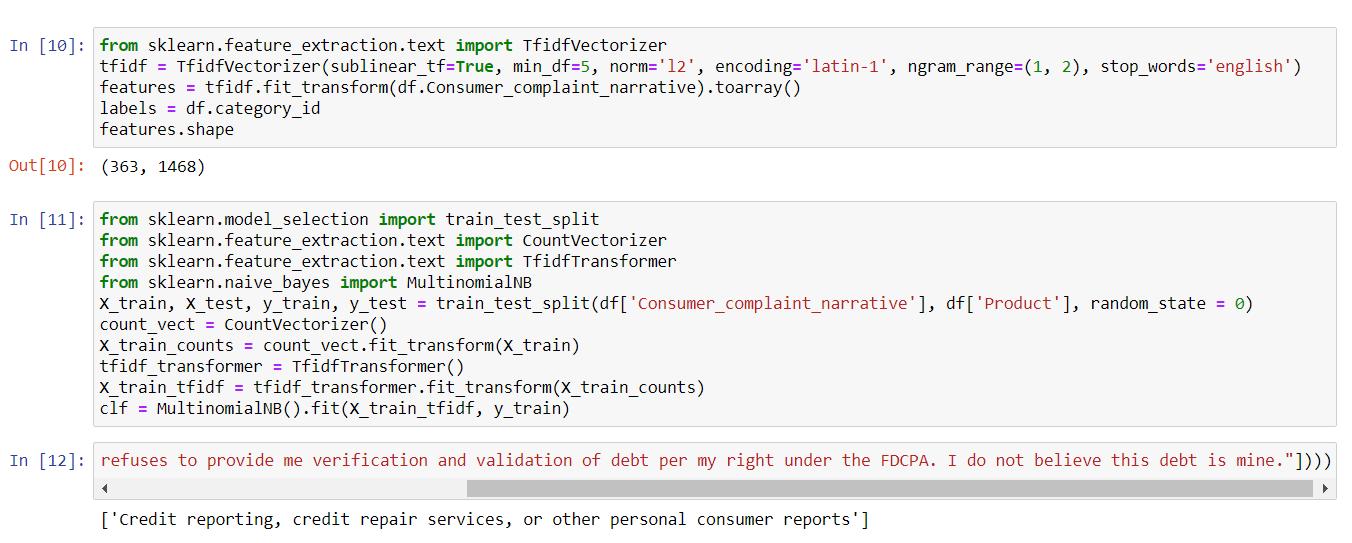 In [10]: from sklearn.feature_extraction.text import TfidfVectorizer
tfidf = TfidfVectorizer(sublinear_tf=True, min_df=5, norm='l2', encoding='latin-1', ngram_range=(1, 2), stop_words='english')
features = tfidf.fit_transform(df.Consumer_complaint_narrative).toarray()
labels = df.category_id
features.shape
Out[10]: (363, 1468)
In [11]: from sklearn.model_selection import train_test_split
from sklearn.feature_extraction.text import CountVectorizer
from sklearn.feature_extraction.text import TfidfTransformer
from sklearn.naive_bayes import MultinomialNB
X_train, X_test, y_train, y_test = train_test_split(df['Consumer_complaint_narrative'], df['Product'], random_state = 0)
count_vect = CountVectorizer()
X_train_counts = count_vect.fit_transform(X_train)
tfidf_transformer = TfidfTransformer()
X_train_tfidf = tfidf_transformer.fit_transform(X_train_counts)
clf = MultinomialNB().fit(X_train_tfidf, y_train)
In [12]: refuses to provide me verification and validation of debt per my right under the FDCPA. I do not believe this debt is mine."])))
['Credit reporting, credit repair services, or other personal consumer reports']